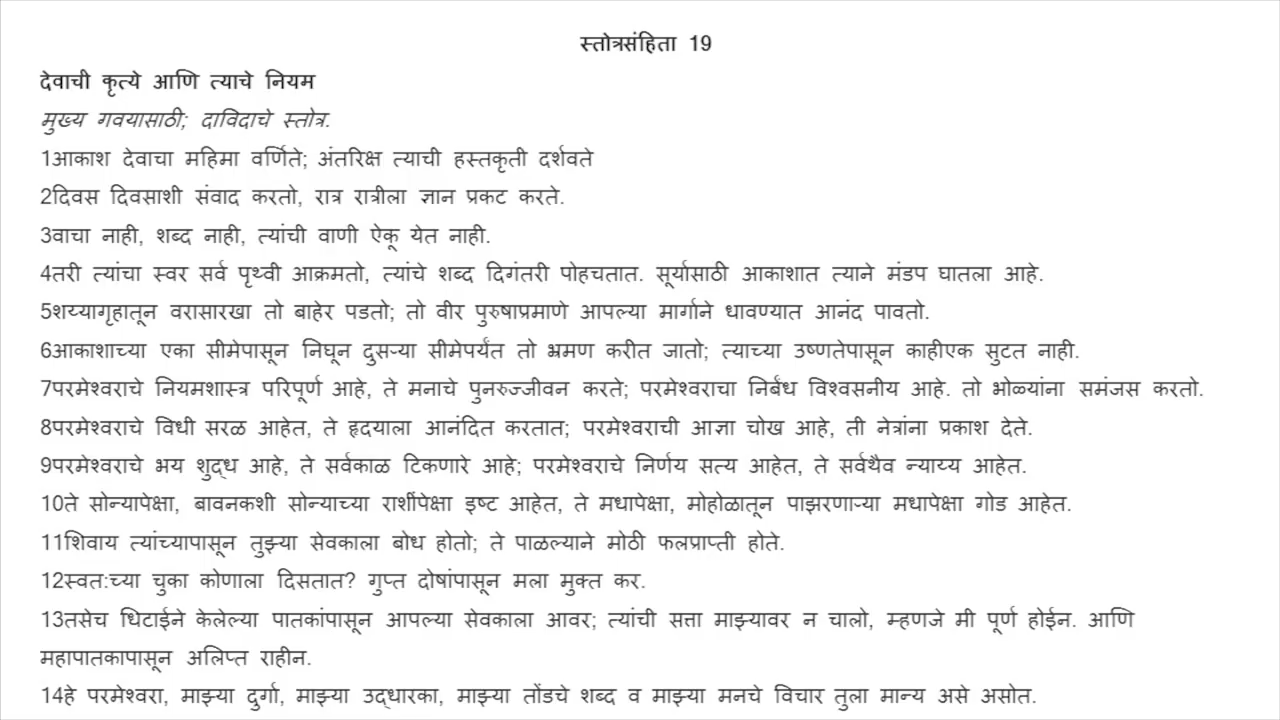 स्तोत्रसंहिता 19
देवाची कृत्ये आणि त्याचे नियम
मुख्य गवयासाठी; दाविदाचे स्तोत्र.
1आकाश देवाचा महिमा वर्णिते; अंतरिक्ष त्याची हस्तकृती दर्शवते
2दिवस दिवसाशी संवाद करतो, रात्र रात्रीला ज्ञान प्रकट करते.
3वाचा नाही, शब्द नाही, त्यांची वाणी ऐकू येत नाही.
4तरी त्यांचा स्वर सर्व पृथ्वी आक्रमतो, त्यांचे शब्द दिगंतरी पोहचतात. सूर्यासाठी आकाशात त्याने मंडप घातला आहे.
5शय्यागृहातून वरासारखा तो बाहेर पडतो; तो वीर पुरुषाप्रमाणे आपल्या मार्गाने धावण्यात आनंद पावतो.
6आकाशाच्या एका सीमेपासून निघून दुसऱ्या सीमेपर्यंत तो भ्रमण करीत जातो; त्याच्या उष्णतेपासून काहीएक सुटत नाही.
7परमेश्वराचे नियमशास्त्र परिपूर्ण आहे, ते मनाचे पुनरुज्जीवन करते; परमेश्वराचा निर्बंध विश्वसनीय आहे. तो भोळ्यांना समंजस करतो.
8परमेश्वराचे विधी सरळ आहेत, ते हृदयाला आनंदित करतात; परमेश्वराची आज्ञा चोख आहे, ती नेत्रांना प्रकाश देते.
9परमेश्वराचे भय शुद्ध आहे, ते सर्वकाळ टिकणारे आहे; परमेश्वराचे निर्णय सत्य आहेत, ते सर्वथैव न्याय्य आहेत.
10ते सोन्यापेक्षा, बावनकशी सोन्याच्या राशींपेक्षा इष्ट आहेत, ते मधापेक्षा, मोहोळातून पाझरणाऱ्या मधापेक्षा गोड आहेत.
11शिवाय त्यांच्यापासून तुझ्या सेवकाला बोध होतो; ते पाळल्याने मोठी फलप्राप्ती होते.
12स्वत:च्या चुका कोणाला दिसतात? गुप्त दोषांपासून मला मुक्त कर.
13तसेच धिटाईने केलेल्या पातकांपासून आपल्या सेवकाला आवर; त्यांची सत्ता माझ्यावर न चालो, म्हणजे मी पूर्ण होईन. आणि
महापातकापासून अलिप्त राहीन.
14हे परमेश्वरा, माझ्या दुर्गा, माझ्या उद्धारका, माझ्या तोंडचे शब्द व माझ्या मनचे विचार तुला मान्य असे असोत.